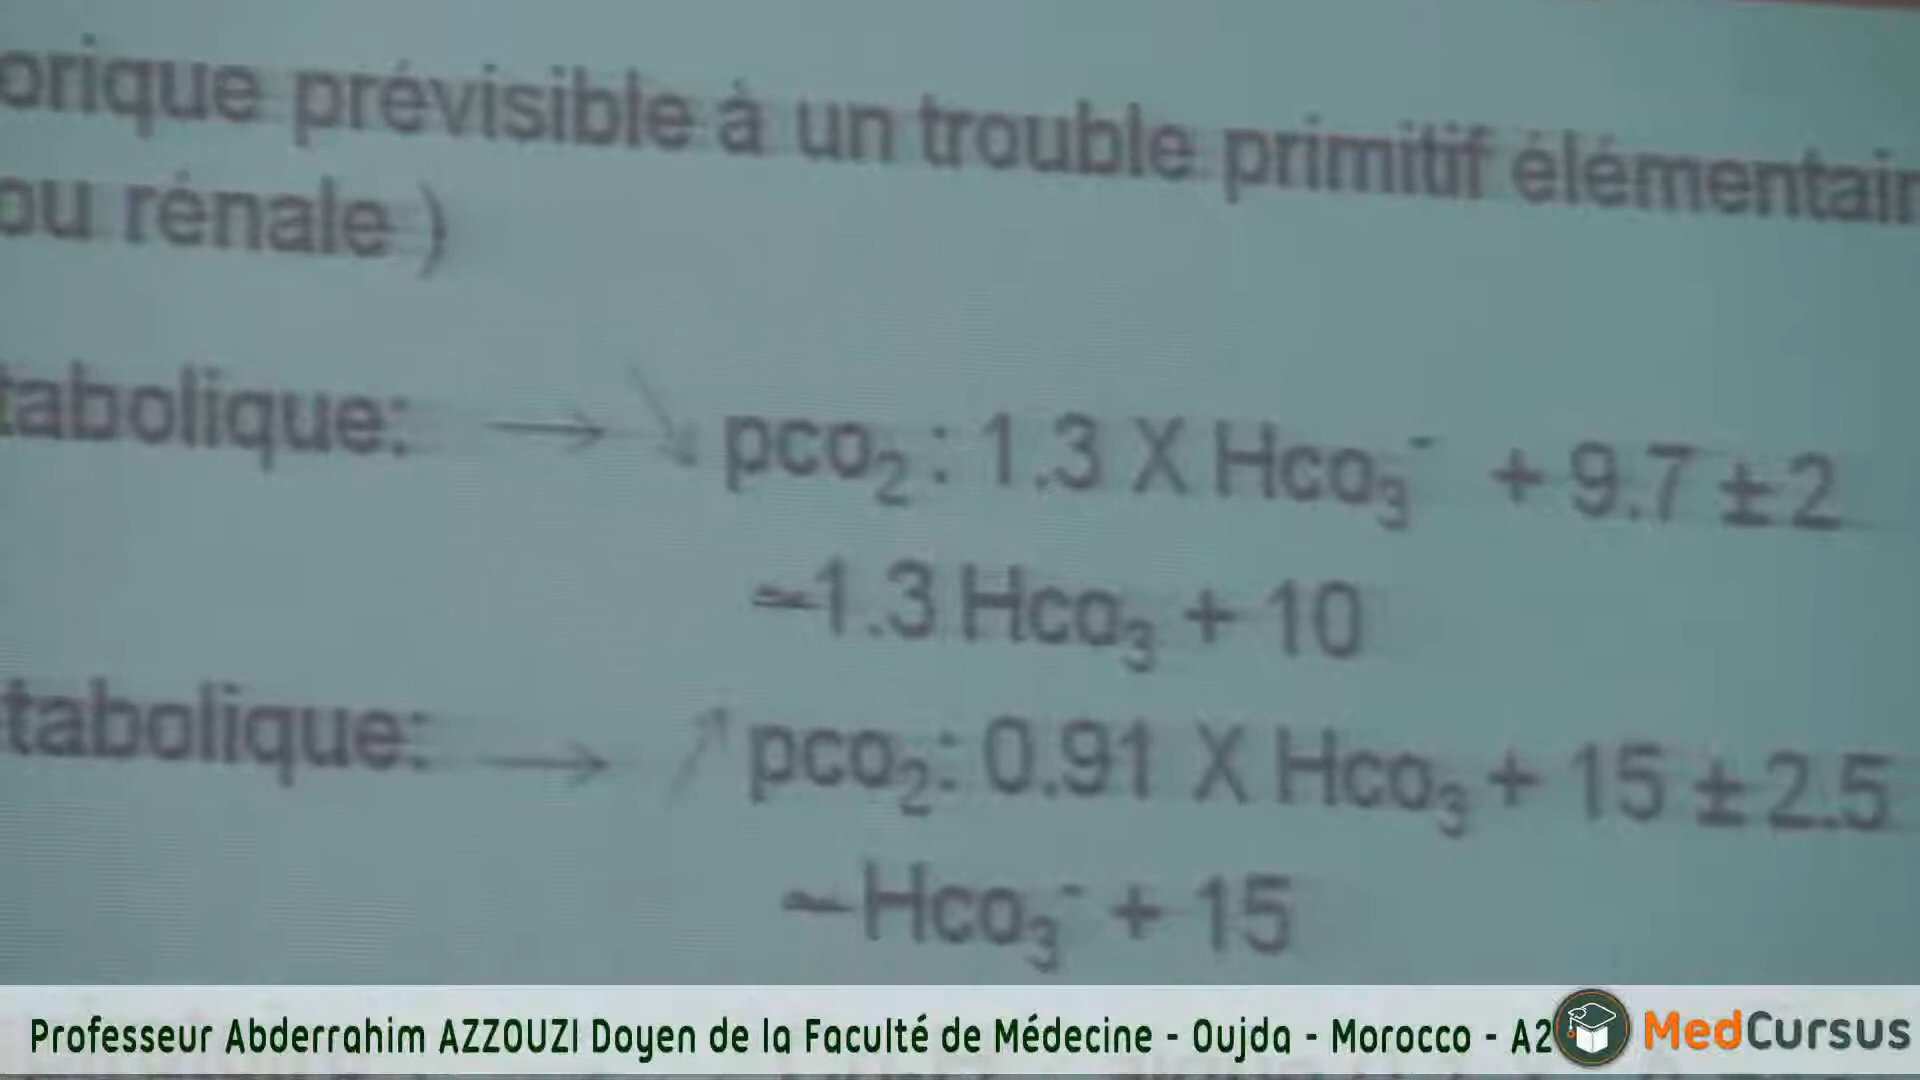 orique prévisible à un trouble primitif élémentair
ou rénale )
tabolique: → ↘ pco₂ : 1.3 X Hco₃⁻ + 9.7 ±2
~1.3 Hco₃ + 10
tabolique: → ↗ pco₂: 0.91 X Hco₃ + 15 ±2.5
~Hco₃⁻ + 15
Professeur Abderrahim AZZOUZI Doyen de la Faculté de Médecine - Oujda - Morocco - A2
MedCursus